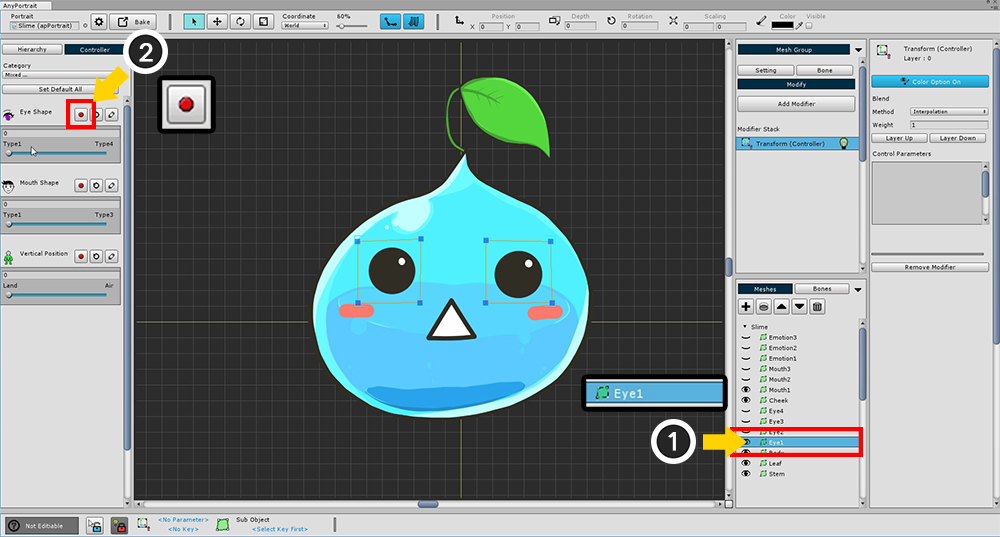 AnyPortrait
Portrait
Slime (apPortrait)
Bake
Coordinate
World
60%
Position
X 0 Y 0
Depth
0
Rotation
0
Scaling
X 0 Y 0
Color
Visible
Hierarchy
Controller
Category
Mixed ...
Set Default All
Eye Shape
0
Type1 Type4
Mouth Shape
0
Type1 Type3
Vertical Position
0
Land Air
2
Eye1
1
Mesh Group
Setting
Bone
Modify
Add Modifier
Modifier Stack
Transform (Controller)
Meshes
Bones
Slime
Emotion3
Emotion2
Emotion1
Mouth3
Mouth2
Mouth1
Cheek
Eye4
Eye3
Eye2
Eye1
Body
Leaf
Stem
Transform (Controller)
Layer : 0
Color Option On
Blend
Method Interpolation
Weight 1
Layer Up
Layer Down
Control Parameters
Remove Modifier
Not Editable
<No Parameter>
<No Key>
Sub Object
<Select Key First>